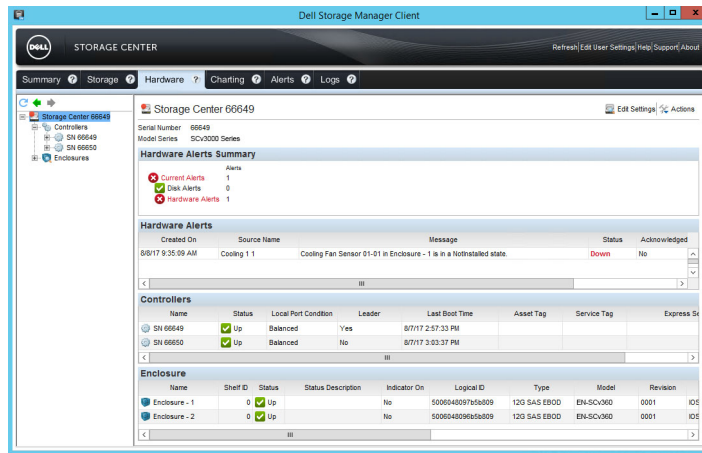 Dell Storage Manager Client
DELL STORAGE CENTER Refresh|Edit User Settings|Help|Support|About
Summary ? Storage ? Hardware ? Charting ? Alerts ? Logs ?
Storage Center 66649
Controllers
SN 66649
SN 66650
Enclosures
Storage Center 66649 Edit Settings Actions
Serial Number 66649
Model Series SCv3000 Series
Hardware Alerts Summary
Alerts
Current Alerts 1
Disk Alerts 0
Hardware Alerts 1
Hardware Alerts
Created On Source Name Message Status Acknowledged
8/8/17 9:35:09 AM Cooling 1 1 Cooling Fan Sensor 01-01 in Enclosure - 1 is in a NotInstalled state. Down No
Controllers
Name Status Local Port Condition Leader Last Boot Time Asset Tag Service Tag Express Se
SN 66649 Up Balanced Yes 8/7/17 2:57:33 PM
SN 66650 Up Balanced No 8/7/17 3:03:37 PM
Enclosure
Name Shelf ID Status Status Description Indicator On Logical ID Type Model Revision
Enclosure - 1 0 Up No 5006048097b5b809 12G SAS EBOD EN-SCv360 0001 IOS
Enclosure - 2 0 Up No 5006048096b5b809 12G SAS EBOD EN-SCv360 0001 IOS